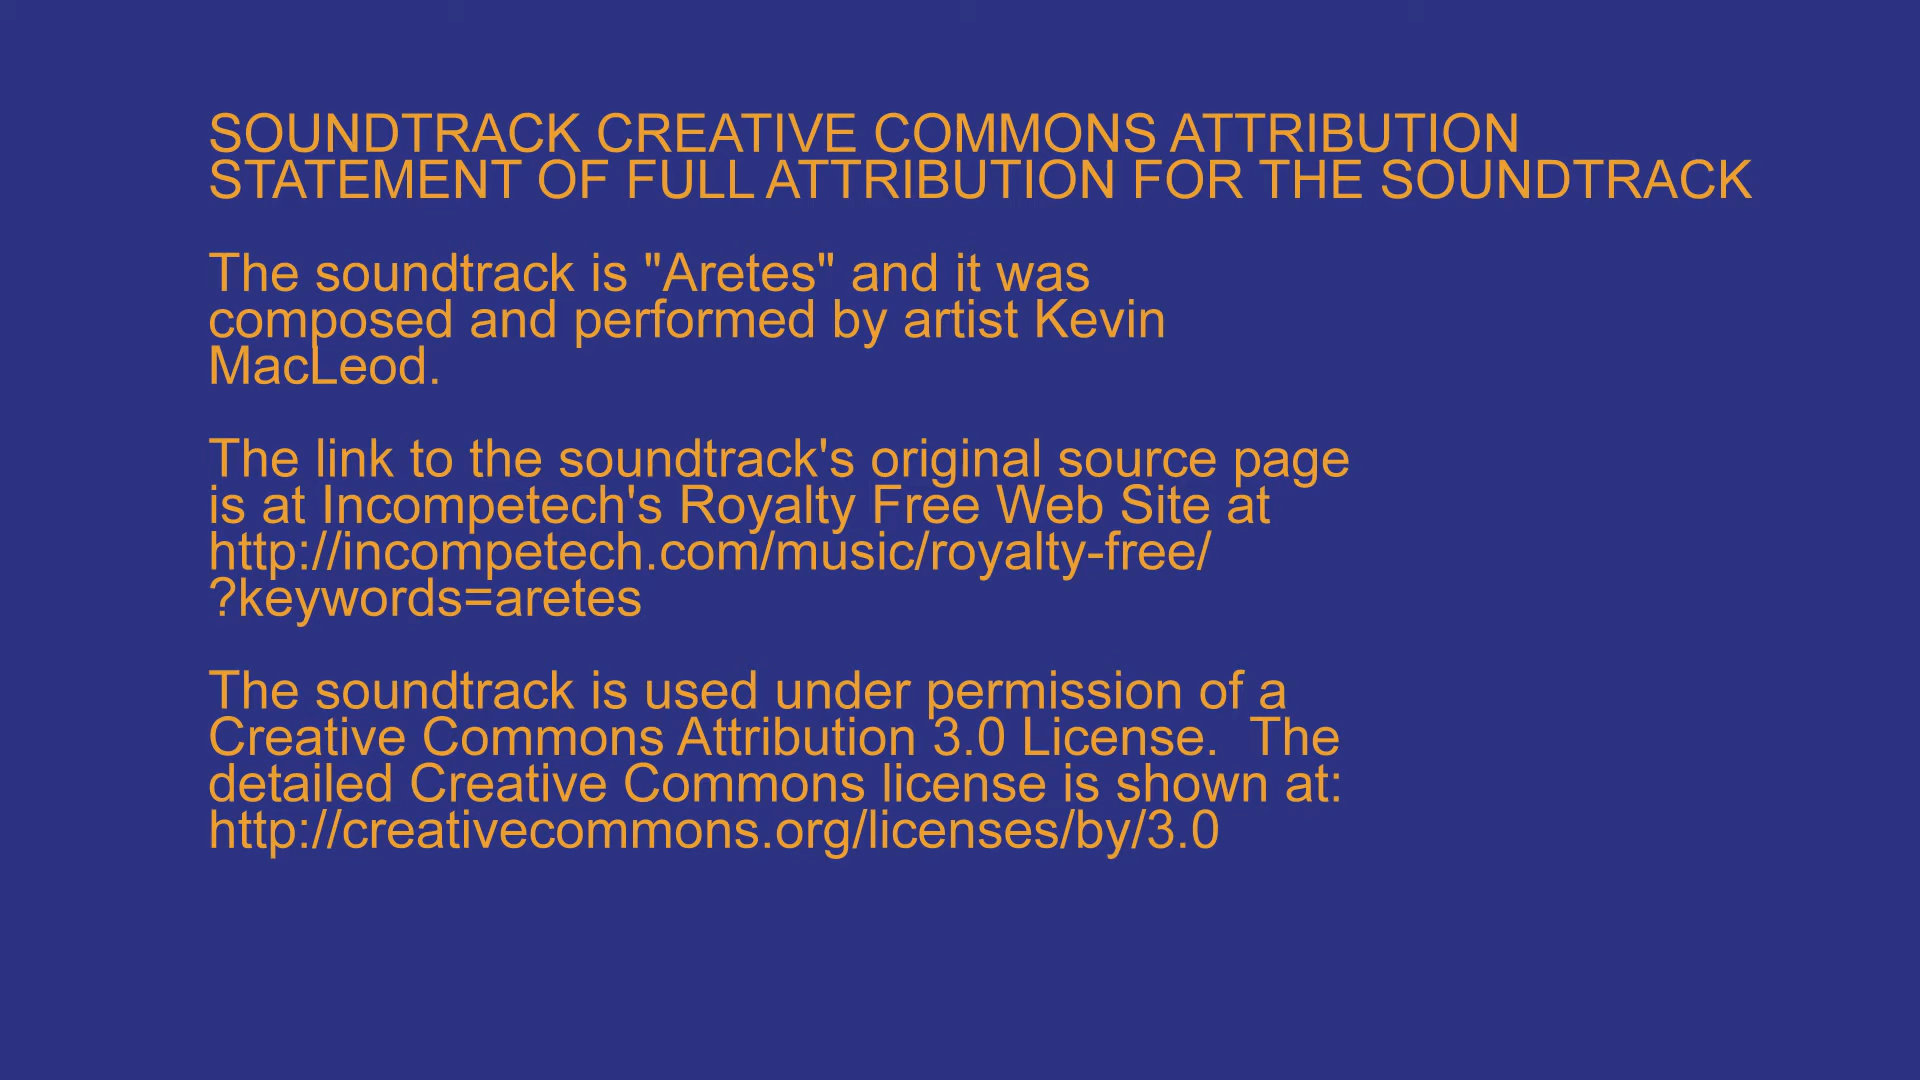 SOUNDTRACK CREATIVE COMMONS ATTRIBUTION
STATEMENT OF FULL ATTRIBUTION FOR THE SOUNDTRACK
The soundtrack is "Aretes" and it was
composed and performed by artist Kevin
MacLeod.
The link to the soundtrack's original source page
is at Incompetech's Royalty Free Web Site at
http://incompetech.com/music/royalty-free/
?keywords=aretes
The soundtrack is used under permission of a
Creative Commons Attribution 3.0 License.  The
detailed Creative Commons license is shown at:
http://creativecommons.org/licenses/by/3.0